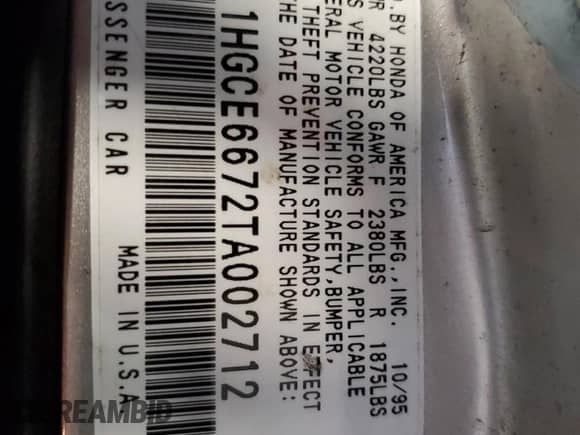 . BY HONDA OF AMERICA MFG., INC. 10/95
4220LBS GAWR F 2380LBS R 1875LBS
VEHICLE CONFORMS TO ALL APPLICABLE
MOTOR VEHICLE SAFETY, BUMPER,
THEFT PREVENTION STANDARDS IN EFFECT
THE DATE OF MANUFACTURE SHOWN ABOVE:
1HGCE6672TA002712
CAR MADE IN U.S.A